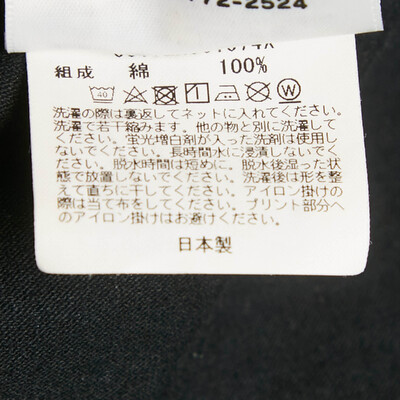 772-2524
組成 綿 100%
40
W
洗濯の際は裏返してネットに入れてください。
洗濯で若干縮みます。他の物と別に洗濯して
ください。蛍光増白剤が入った洗剤は使用し
ないでください。長時間水に浸漬しないでく
ださい。脱水時間は短めに。脱水後湿った状
態で放置しないでください。洗濯後は形を整
えて直ちに干してください。アイロン掛けの
際は当て布をしてください。プリント部分へ
のアイロン掛けはお避けください。
日本製